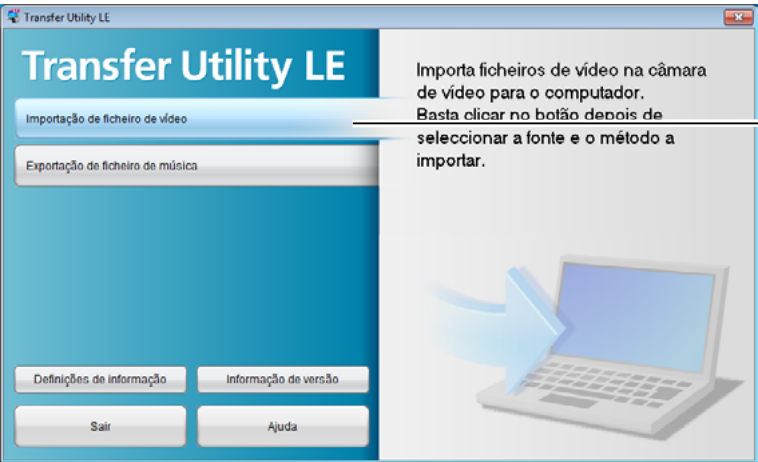 Transfer Utility LE
Transfer Utility LE
Importação de ficheiro de vídeo
Exportação de ficheiro de música
Definições de informação
Informação de versão
Sair
Ajuda
Importa ficheiros de vídeo na câmara
de vídeo para o computador.
Basta clicar no botão depois de
seleccionar a fonte e o método a
importar.